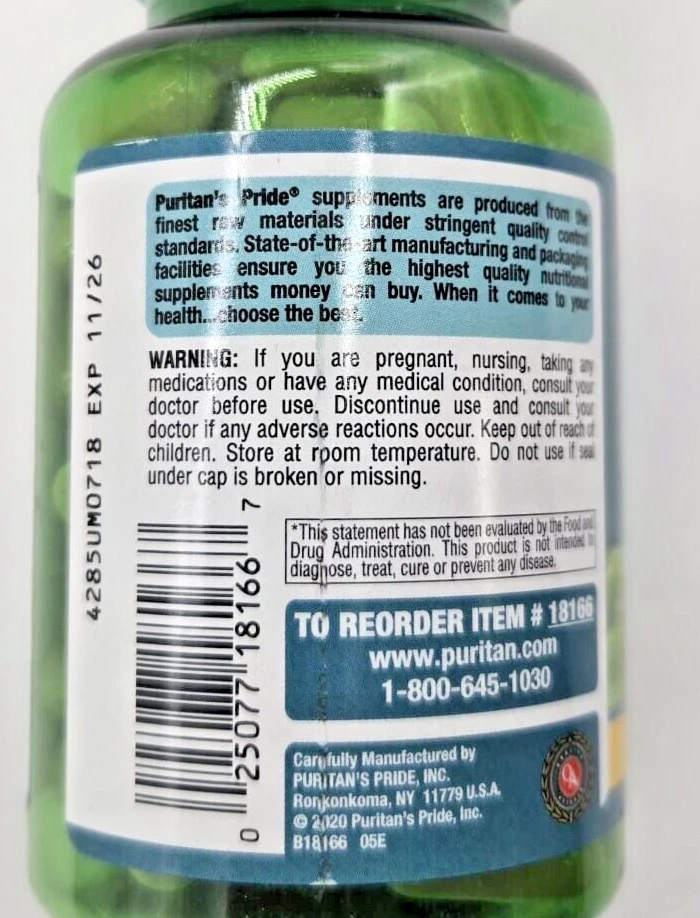 Puritan's Pride® supplements are produced from the
finest raw materials under stringent quality control
standards. State-of-the-art manufacturing and packaging
facilities ensure you the highest quality nutritional
supplements money can buy. When it comes to your
health...choose the best.
WARNING: If you are pregnant, nursing, taking any
medications or have any medical condition, consult your
doctor before use. Discontinue use and consult your
doctor if any adverse reactions occur. Keep out of reach of
children. Store at room temperature. Do not use if seal
under cap is broken or missing.
4285UM0718 EXP 11/26
0 25077 18166 7
*This statement has not been evaluated by the Food and
Drug Administration. This product is not intended to
diagnose, treat, cure or prevent any disease.
TO REORDER ITEM # 18166
www.puritan.com
1-800-645-1030
Carefully Manufactured by
PURITAN'S PRIDE, INC.
Ronkonkoma, NY 11779 U.S.A.
© 2020 Puritan's Pride, Inc.
B18166 05E